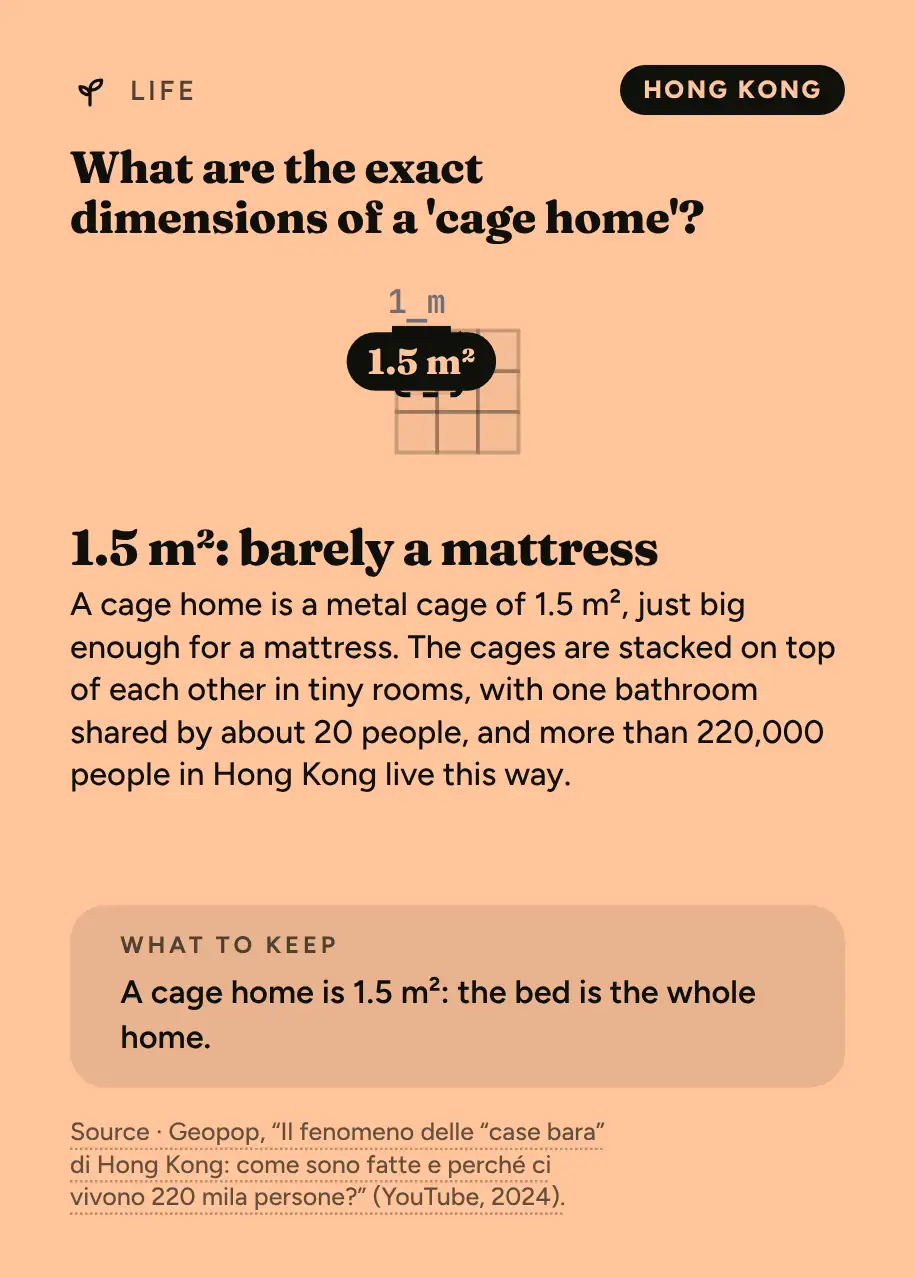 LIFE
HONG KONG
What are the exact
dimensions of a 'cage home'?
1_m
1.5 m²
1.5 m²: barely a mattress
A cage home is a metal cage of 1.5 m², just big
enough for a mattress. The cages are stacked on top
of each other in tiny rooms, with one bathroom
shared by about 20 people, and more than 220,000
people in Hong Kong live this way.
WHAT TO KEEP
A cage home is 1.5 m²: the bed is the whole
home.
Source · Geopop, “Il fenomeno delle “case bara”
di Hong Kong: come sono fatte e perché ci
vivono 220 mila persone?” (YouTube, 2024).